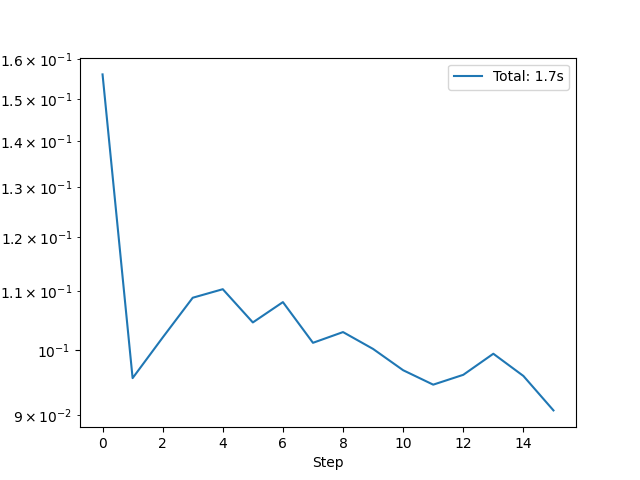 1.6 × 10⁻¹
1.5 × 10⁻¹
1.4 × 10⁻¹
1.3 × 10⁻¹
1.2 × 10⁻¹
1.1 × 10⁻¹
10⁻¹
9 × 10⁻²
Total: 1.7s
0 2 4 6 8 10 12 14
Step